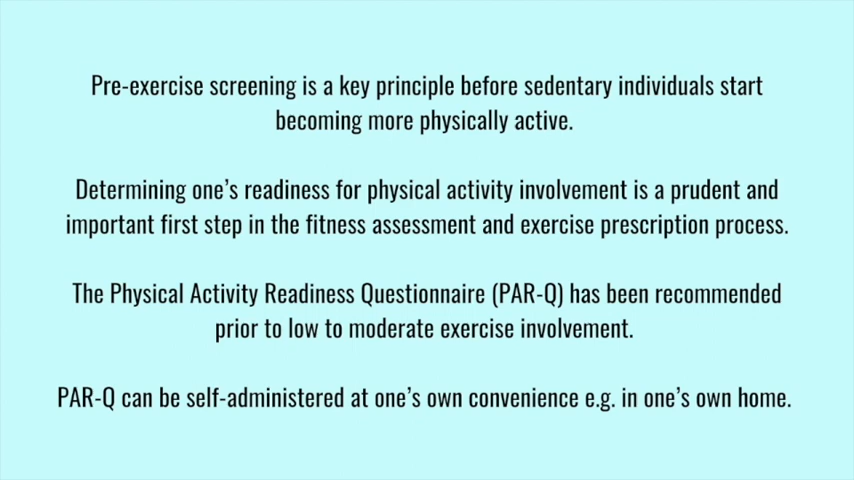 Pre-exercise screening is a key principle before sedentary individuals start
becoming more physically active.
Determining one’s readiness for physical activity involvement is a prudent and
important first step in the fitness assessment and exercise prescription process.
The Physical Activity Readiness Questionnaire (PAR-Q) has been recommended
prior to low to moderate exercise involvement.
PAR-Q can be self-administered at one’s own convenience e.g. in one’s own home.